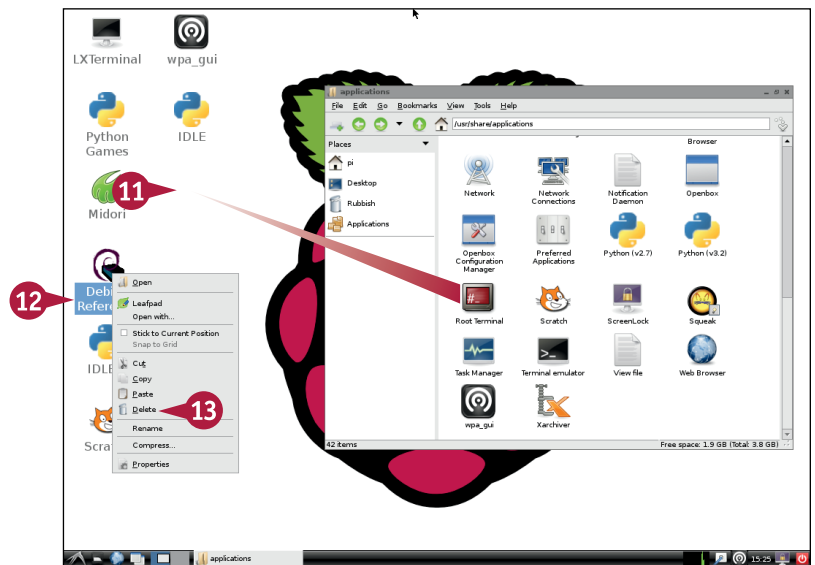 LXTerminal
wpa_gui
Python
Games
IDLE
Midori
11
12
Debi
Refere
IDL
Scra
Open
Leafpad
Open with...
Stick to Current Position
Snap to Grid
Cut
Copy
Paste
Delete
13
Rename
Compress...
Properties
applications
File Edit Go Bookmarks View Tools Help
/usr/share/applications
Places
pi
Desktop
Rubbish
Applications
Browser
Network
Network
Connections
Notification
Daemon
Openbox
Openbox
Configuration
Manager
Preferred
Applications
Python (v2.7)
Python (v3.2)
Root Terminal
Scratch
ScreenLock
Squeak
Task Manager
Terminal emulator
View file
Web Browser
wpa_gui
Xarchiver
42 items
Free space: 1.9 GB (Total: 3.8 GB)
applications
15:25